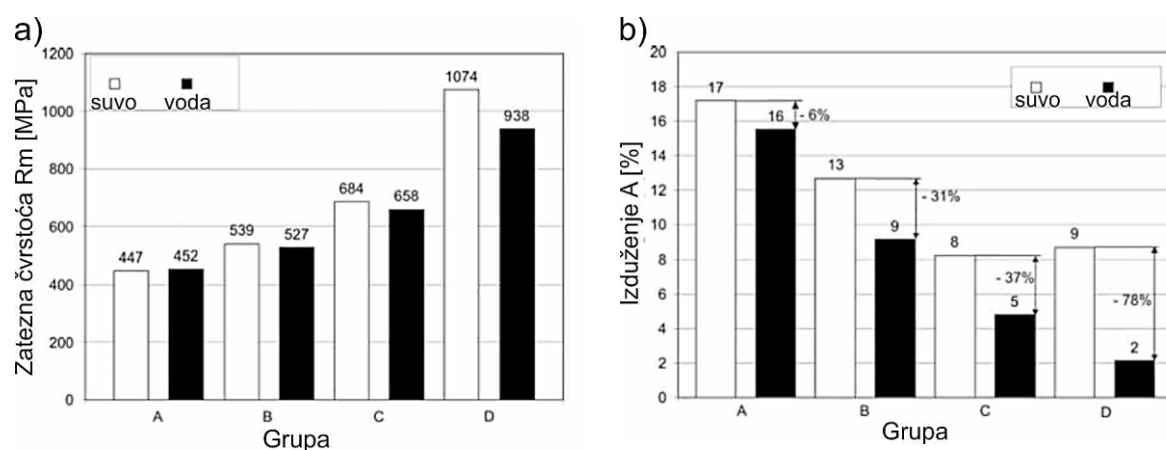 a)
Zatezna čvrstoća Rm [MPa]
1200
1000
800
600
400
200
0
suvo voda
447 452
539 527
684 658
1074 938
A B C D
Grupa
b)
Izduženje A [%]
20
18
16
14
12
10
8
6
4
2
0
suvo voda
17 16 - 6%
13 9 - 31%
8 5 - 37%
9 2 - 78%
A B C D
Grupa